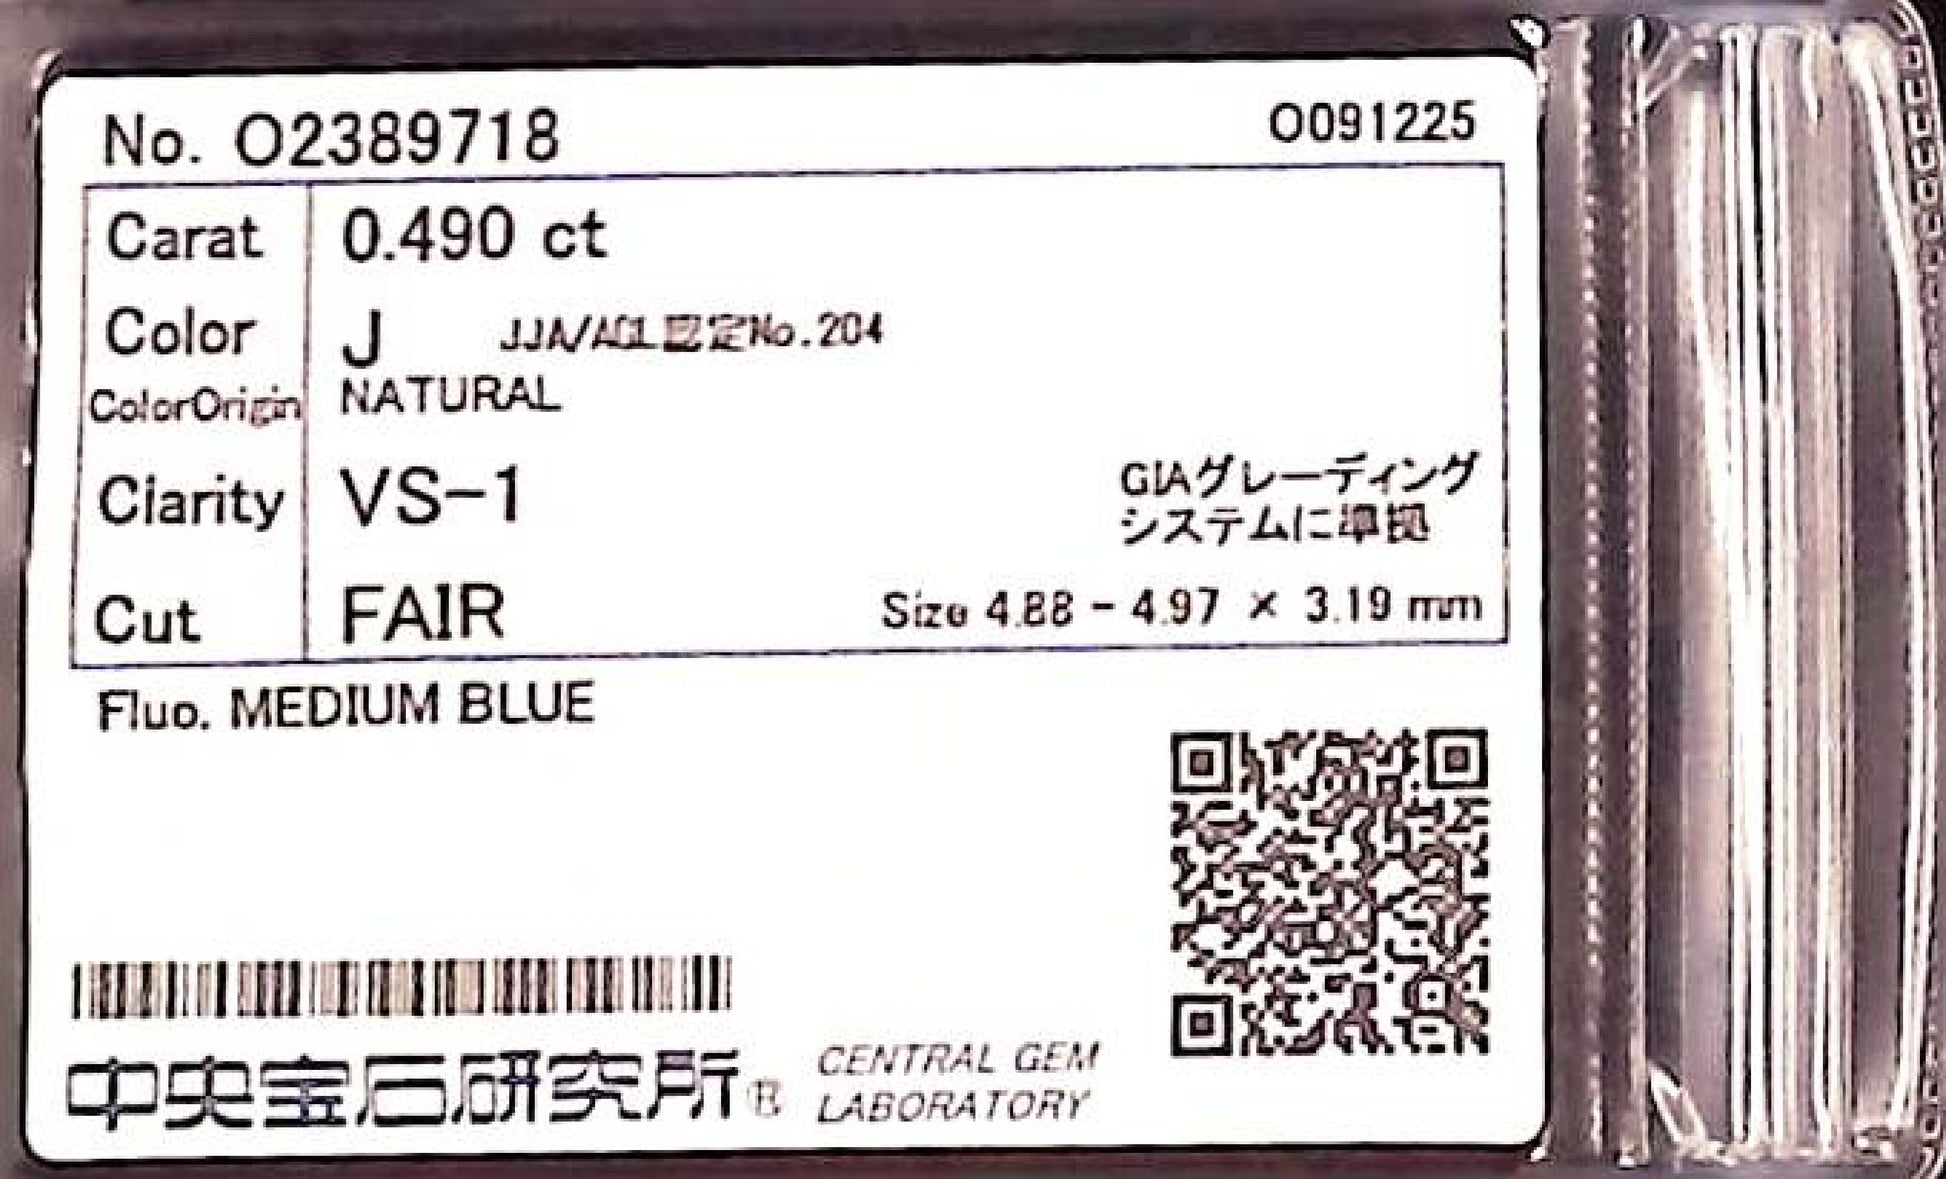 No. O2389718 O091225
Carat 0.490 ct
Color J JJA/AGL認定No.204
ColorOrigin NATURAL
Clarity VS-1 GIAグレーディング
システムに準拠
Cut FAIR Size 4.88 - 4.97 × 3.19 mm
Fluo. MEDIUM BLUE
中央宝石研究所® CENTRAL GEM
LABORATORY